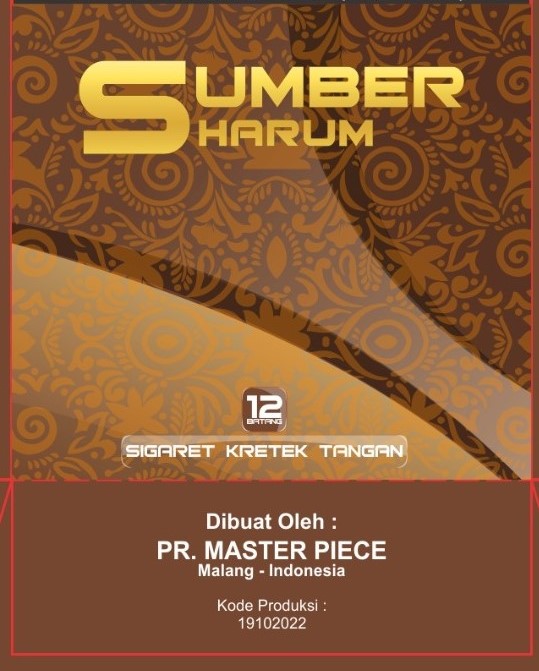 SUMBER
HARUM
12
BATANG
SIGARET KRETEK TANGAN
Dibuat Oleh :
PR. MASTER PIECE
Malang - Indonesia
Kode Produksi :
19102022